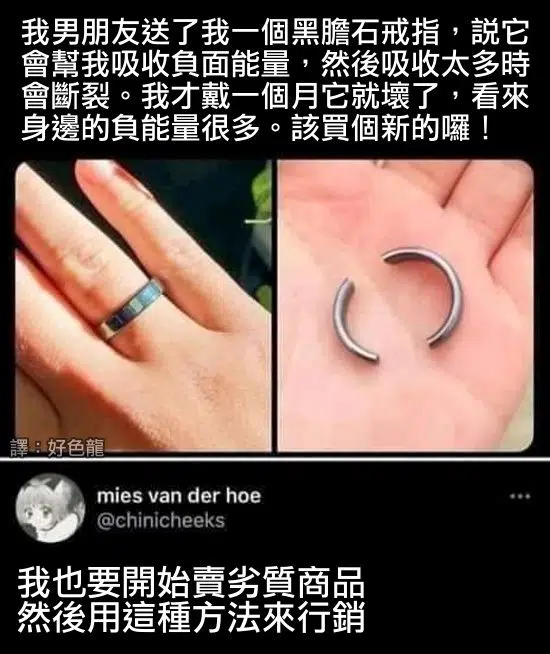 我男朋友送了我一個黑膽石戒指，說它
會幫我吸收負面能量，然後吸收太多時
會斷裂。我才戴一個月它就壞了，看來
身邊的負能量很多。該買個新的囉！
譯：好色龍
mies van der hoe
@chinicheeks
我也要開始賣劣質商品
然後用這種方法來行銷